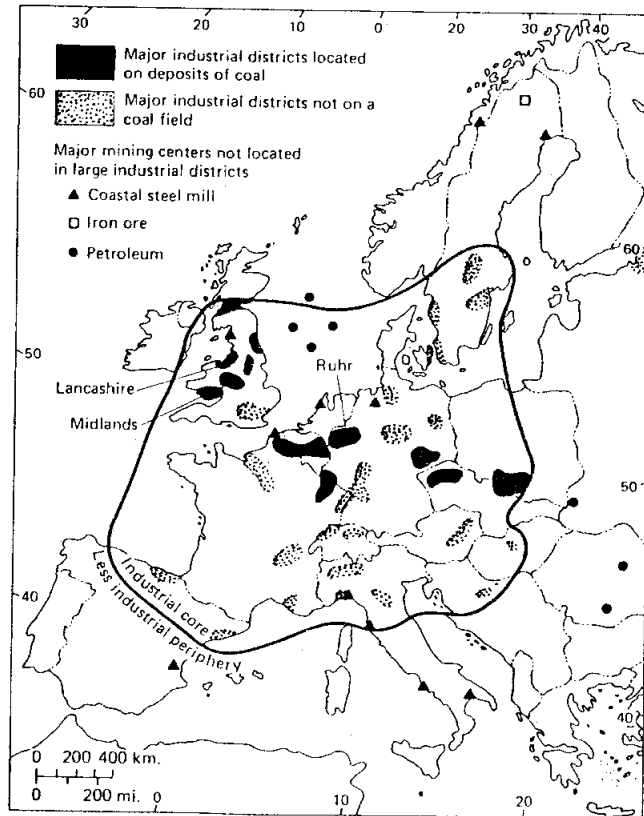 30
20
10
0
10
20
30
40
Major industrial districts located
on deposits of coal
Major industrial districts not on a
coal field
60
Major mining centers not located
in large industrial districts
Coastal steel mill
Iron ore
Petroleum
60
50
Ruhr
Lancashire
Midlands
50
Industrial core
Less industrial periphery
40
40
0 200 400 km.
0 200 mi.
0
10
20